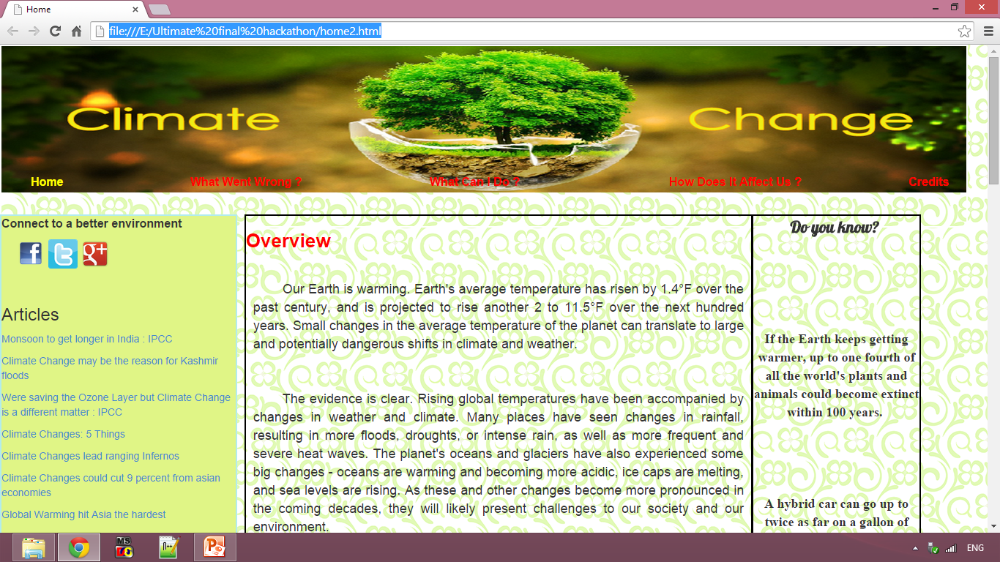 Home
file:///E:/Ultimate%20final%20hackathon/home2.html
Climate Change
Home What Went Wrong ? What Can I Do ? How Does It Affect Us ? Credits
Connect to a better environment
f t g+
Articles
Monsoon to get longer in India : IPCC
Climate Change may be the reason for Kashmir
floods
Were saving the Ozone Layer but Climate Change
is a different matter : IPCC
Climate Changes: 5 Things
Climate Changes lead ranging Infernos
Climate Changes could cut 9 percent from asian
economies
Global Warming hit Asia the hardest
Overview
Our Earth is warming. Earth's average temperature has risen by 1.4°F over the
past century, and is projected to rise another 2 to 11.5°F over the next hundred
years. Small changes in the average temperature of the planet can translate to large
and potentially dangerous shifts in climate and weather.
The evidence is clear. Rising global temperatures have been accompanied by
changes in weather and climate. Many places have seen changes in rainfall,
resulting in more floods, droughts, or intense rain, as well as more frequent and
severe heat waves. The planet's oceans and glaciers have also experienced some
big changes - oceans are warming and becoming more acidic, ice caps are melting,
and sea levels are rising. As these and other changes become more pronounced in
the coming decades, they will likely present challenges to our society and our
environment.
Do you know?
If the Earth keeps getting
warmer, up to one fourth of
all the world's plants and
animals could become extinct
within 100 years.
A hybrid car can go up to
twice as far on a gallon of
MS
n++
P
ENG